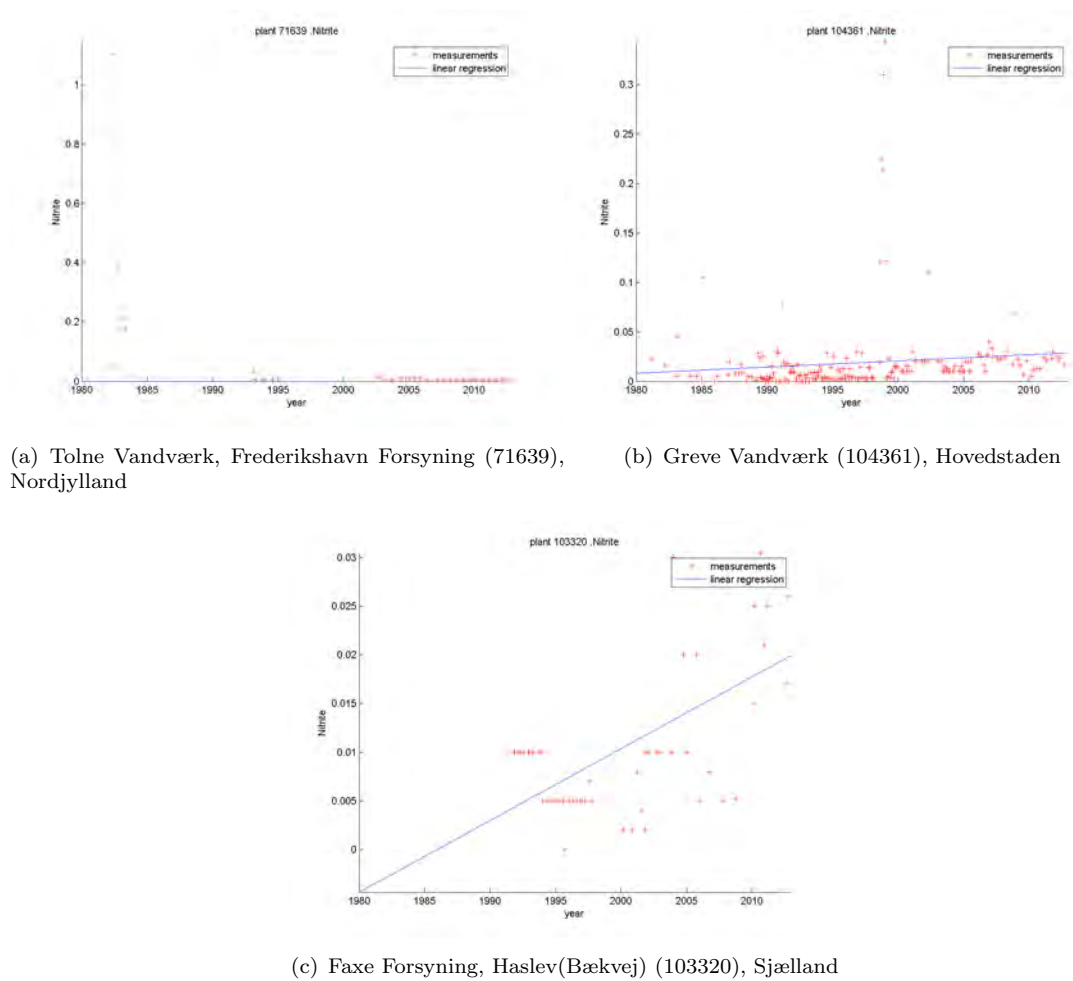 plant 71639 ,Nitrite
measurements
linear regression
1
0.8
0.6
0.4
0.2
0
Nitrite
1980 1985 1990 1995 2000 2005 2010
year
(a) Tolne Vandværk, Frederikshavn Forsyning (71639),
Nordjylland
plant 104361 ,Nitrite
measurements
linear regression
0.3
0.25
0.2
0.15
0.1
0.05
0
Nitrite
1980 1985 1990 1995 2000 2005 2010
year
(b) Greve Vandværk (104361), Hovedstaden
plant 103320 ,Nitrite
measurements
linear regression
0.03
0.025
0.02
0.015
0.01
0.005
0
Nitrite
1980 1985 1990 1995 2000 2005 2010
year
(c) Faxe Forsyning, Haslev(Bækvej) (103320), Sjælland